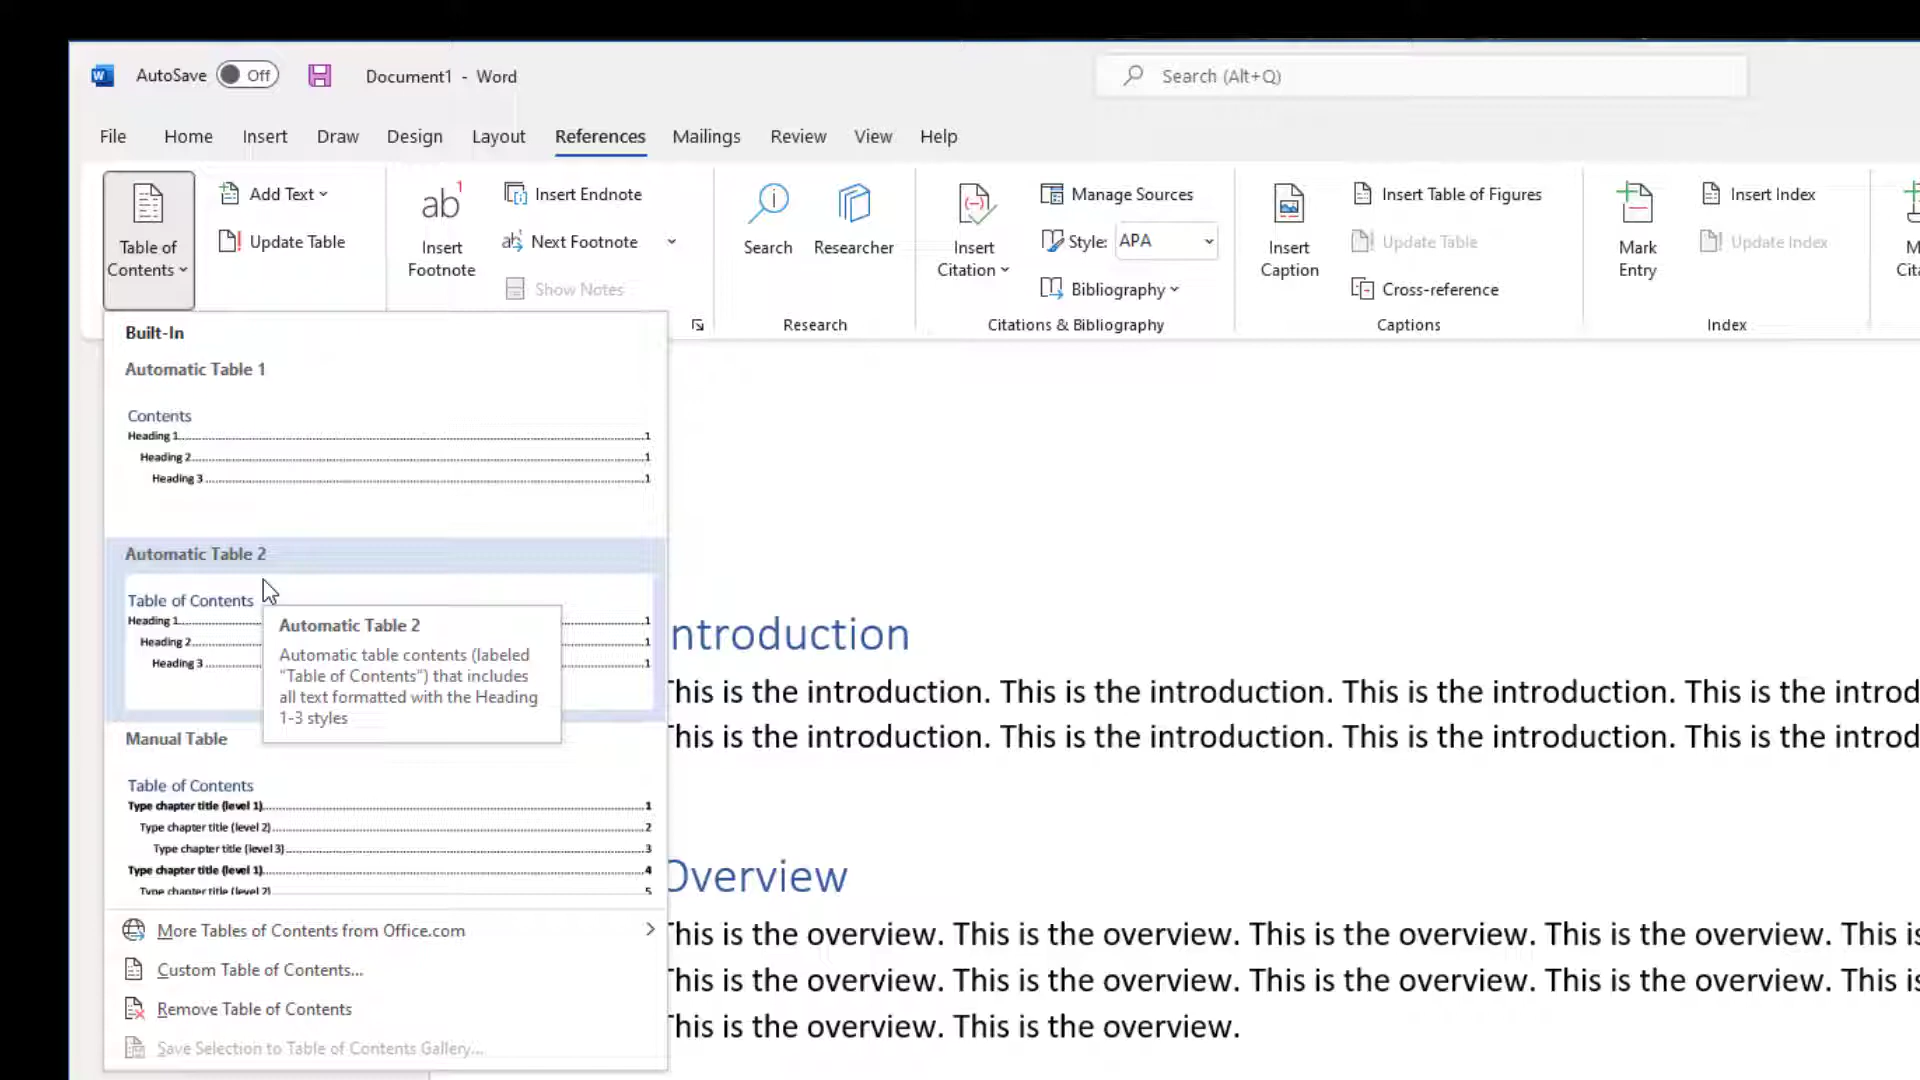 AutoSave Off Document1 - Word Search (Alt+Q)
File Home Insert Draw Design Layout References Mailings Review View Help
Table of Contents
Add Text
Update Table
ab1
Insert Footnote
Insert Endnote
Next Footnote
Show Notes
Search
Researcher
Research
Insert Citation
Manage Sources
Style: APA
Bibliography
Citations & Bibliography
Insert Caption
Insert Table of Figures
Update Table
Cross-reference
Captions
Mark Entry
Insert Index
Update Index
Index
Built-In
Automatic Table 1
Contents
Heading 1...1
Heading 2...1
Heading 3...1
Automatic Table 2
Table of Contents
Heading 1...1
Heading 2...1
Heading 3...1
Automatic Table 2
Automatic table contents (labeled
"Table of Contents") that includes
all text formatted with the Heading
1-3 styles
Manual Table
Table of Contents
Type chapter title (level 1)...1
Type chapter title (level 2)...2
Type chapter title (level 3)...3
Type chapter title (level 1)...4
Type chapter title (level 2)...5
More Tables of Contents from Office.com
Custom Table of Contents...
Remove Table of Contents
Save Selection to Table of Contents Gallery...
ntroduction
This is the introduction. This is the introduction. This is the introduction. This is the introd
This is the introduction. This is the introduction. This is the introduction. This is the introd
Overview
This is the overview. This is the overview. This is the overview. This is the overview. This is
This is the overview. This is the overview. This is the overview. This is the overview. This is
This is the overview. This is the overview.